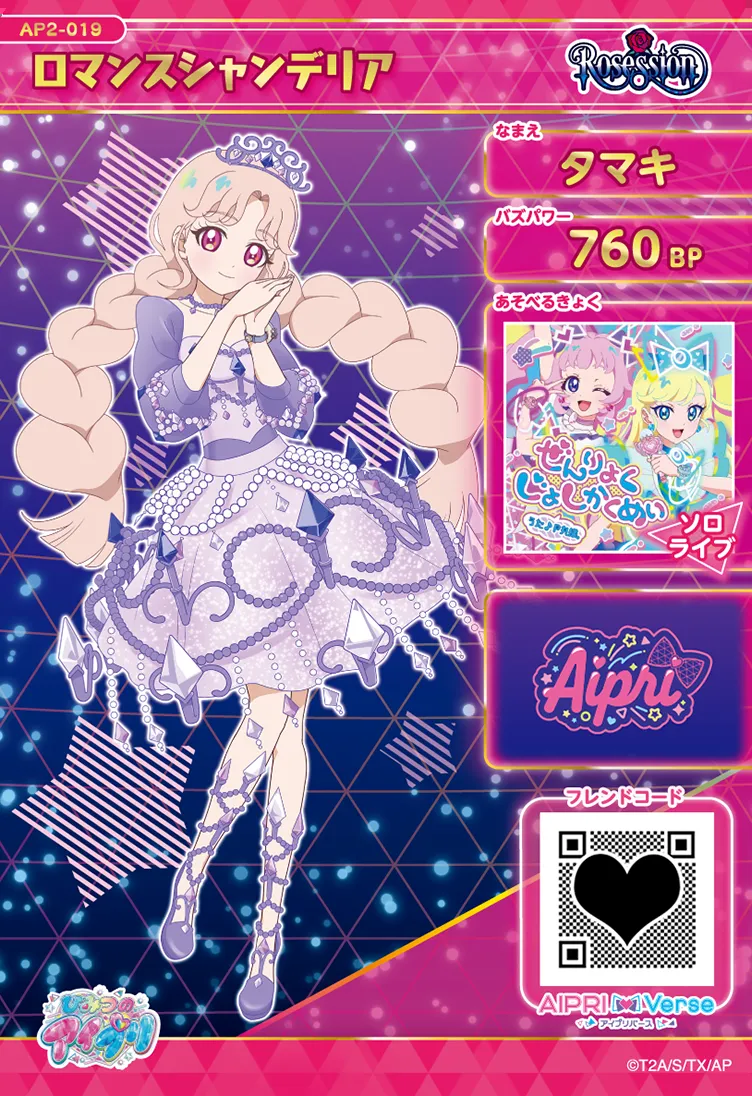 AP2-019
ロマンスシャンデリア
Rosession
なまえ
タマキ
バズパワー
760 BP
あそべるきょく
ぜんりょく
じょしかくめい
ソロ
ライブ
Aipri
フレンドコード
AIPRI Verse
アイプリバース
ひみつの
アイプリ
©T2A/S/TX/AP